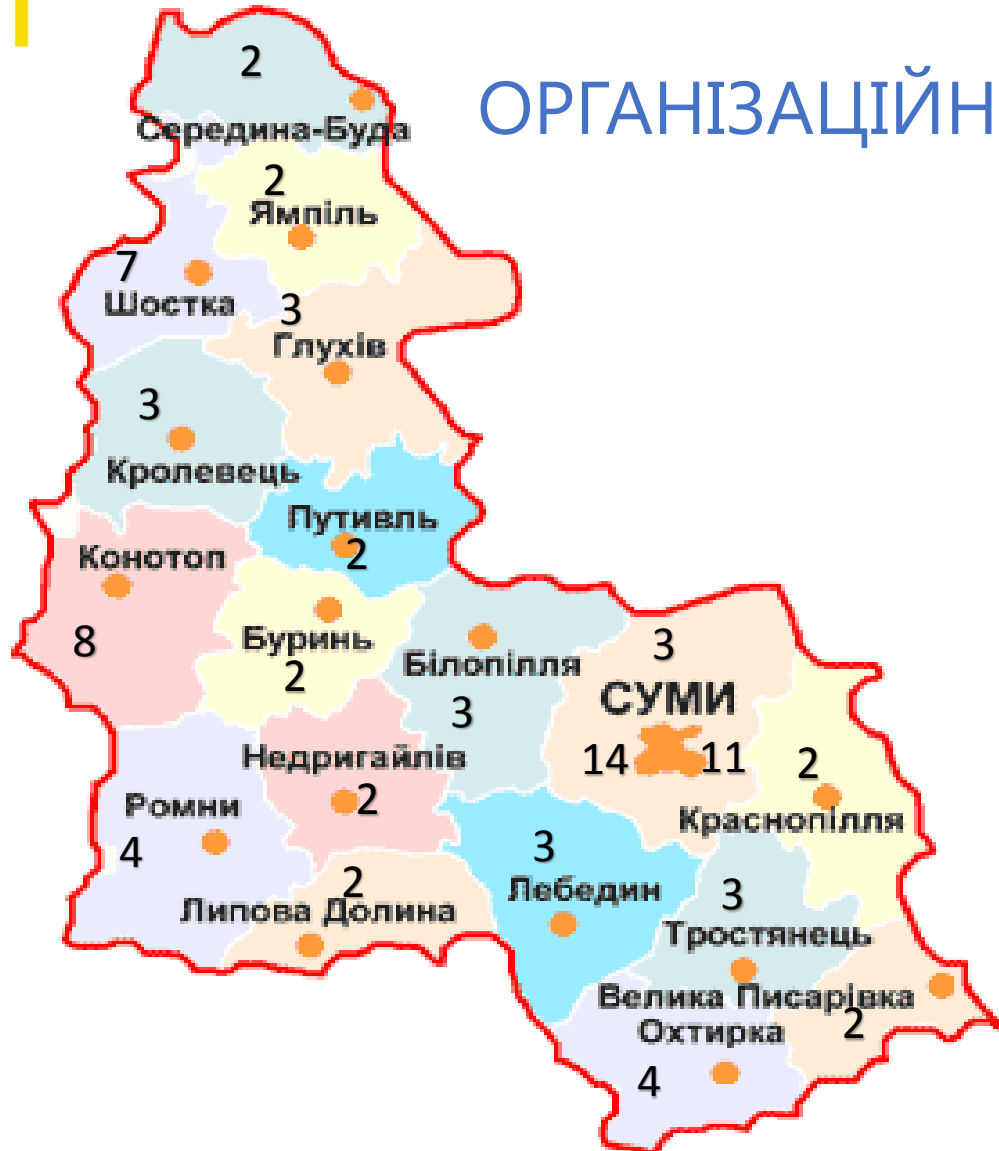 ОРГАНІЗАЦІЙН
2
Середина-Буда
2
Ямпіль
7
Шостка
3
Глухів
3
Кролевець
Путивль
2
Конотоп
8
Буринь
2
Білопілля
3
3
СУМИ
14 11
2
Краснопілля
Недригайлів
2
Ромни
4
2
Липова Долина
3
Лебедин
3
Тростянець
Велика Писарівка
2
Охтирка
4